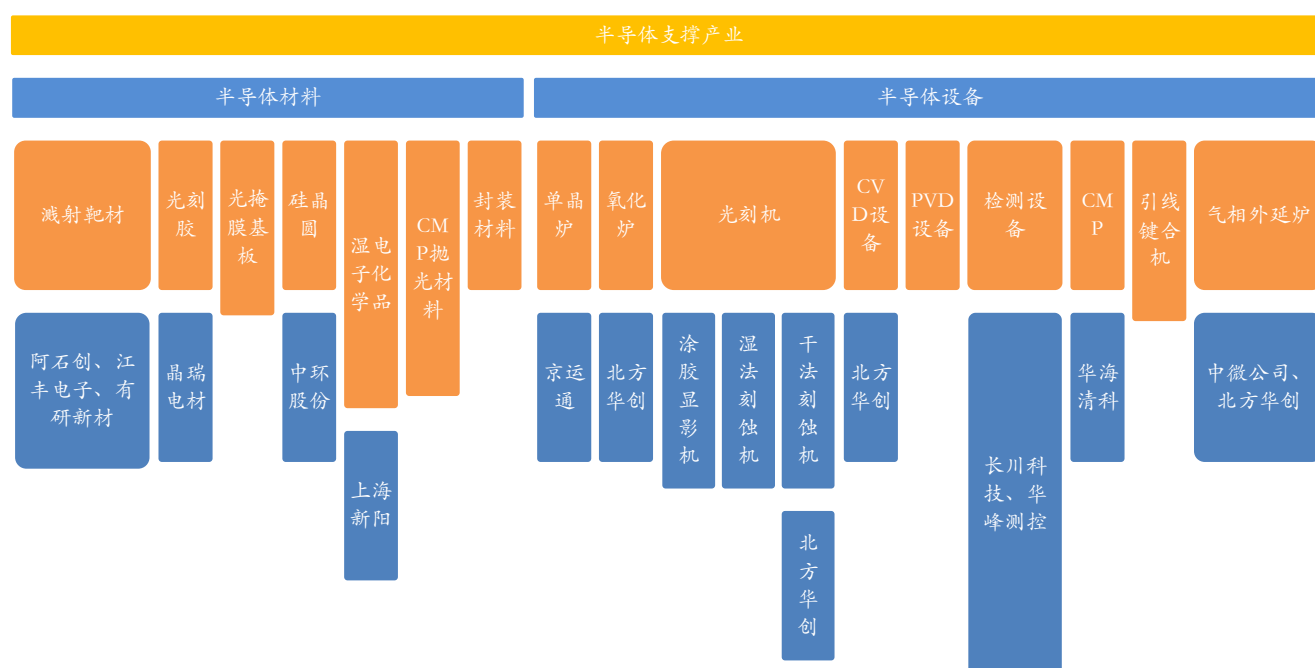 半导体支撑产业
半导体材料
半导体设备
溅射靶材
光刻
胶
光掩
膜基
板
硅晶
圆
湿电
子化
学品
CM
P抛
光材
料
封装
材料
单晶
炉
氧化
炉
光刻机
CV
D设
备
PVD
设备
检测设
备
CM
P
引线
键合
机
气相外延炉
阿石创、江
丰电子、有
研新材
晶瑞
电材
中环
股份
上海
新阳
京运
通
北方
华创
涂
胶
显
影
机
湿
法
刻
蚀
机
干
法
刻
蚀
机
北
方
华
创
北方
华创
长川科
技、华
峰测控
华海
清科
中微公司、
北方华创